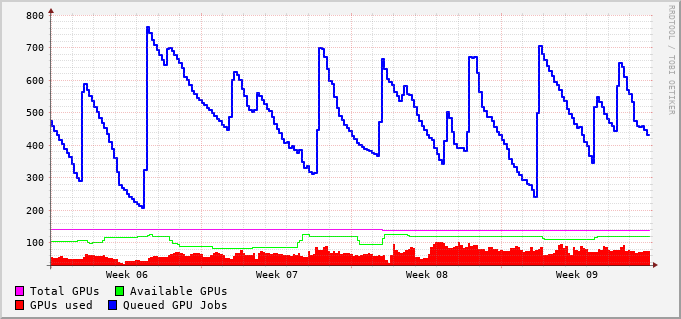 800
700
600
500
400
300
200
100
Week 06 Week 07 Week 08 Week 09
Total GPUs Available GPUs
GPUs used Queued GPU Jobs
RRDTOOL / TOBI OETIKER